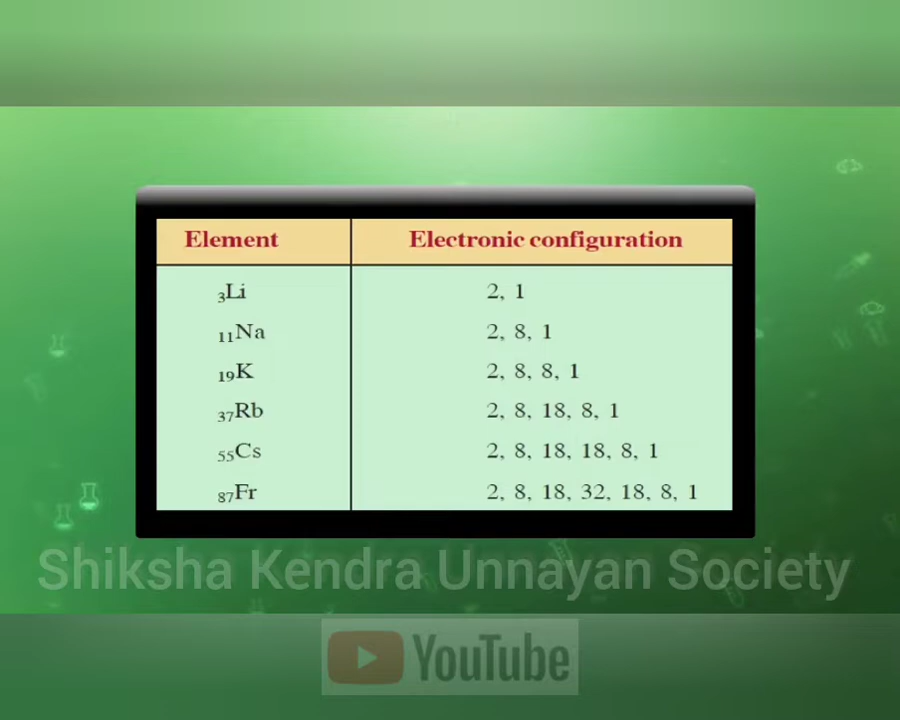 Element Electronic configuration
₃Li 2, 1
₁₁Na 2, 8, 1
₁₉K 2, 8, 8, 1
₃₇Rb 2, 8, 18, 8, 1
₅₅Cs 2, 8, 18, 18, 8, 1
₈₇Fr 2, 8, 18, 32, 18, 8, 1
Shiksha Kendra Unnayan Society
YouTube